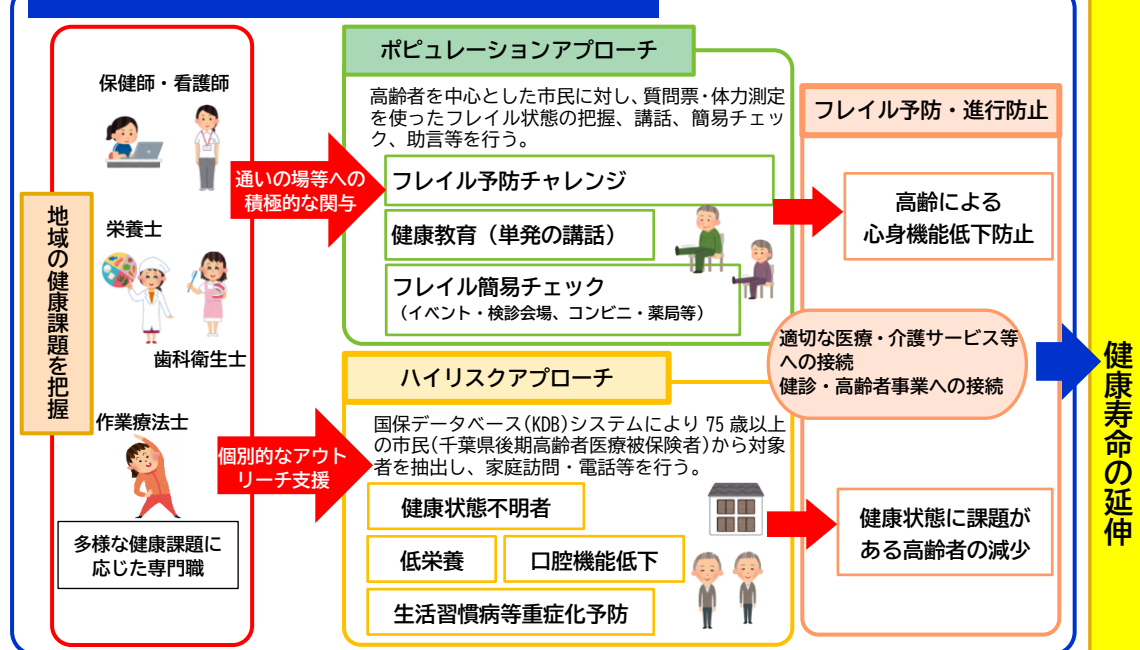 地域の健康課題を把握
保健師・看護師
栄養士
歯科衛生士
作業療法士
多様な健康課題に
応じた専門職
通いの場等への
積極的な関与
個別的なアウト
リーチ支援
ポピュレーションアプローチ
高齢者を中心とした市民に対し、質問票・体力測定
を使ったフレイル状態の把握、講話、簡易チェッ
ク、助言等を行う。
フレイル予防チャレンジ
健康教育（単発の講話）
フレイル簡易チェック
（イベント・検診会場、コンビニ・薬局等）
ハイリスクアプローチ
国保データベース(KDB)システムにより 75 歳以上
の市民(千葉県後期高齢者医療被保険者)から対象
者を抽出し、家庭訪問・電話等を行う。
健康状態不明者
低栄養
口腔機能低下
生活習慣病等重症化予防
フレイル予防・進行防止
高齢による
心身機能低下防止
適切な医療・介護サービス等
への接続
健診・高齢者事業への接続
健康状態に課題が
ある高齢者の減少
健康寿命の延伸